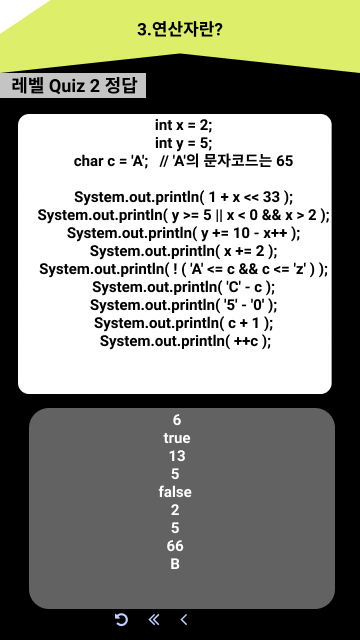 3.연산자란?
레벨 Quiz 2 정답
int x = 2;
int y = 5;
char c = 'A'; // 'A'의 문자코드는 65
System.out.println( 1 + x << 33 );
System.out.println( y >= 5 || x < 0 && x > 2 );
System.out.println( y += 10 - x++ );
System.out.println( x += 2 );
System.out.println( ! ( 'A' <= c && c <= 'z' ) );
System.out.println( 'C' - c );
System.out.println( '5' - '0' );
System.out.println( c + 1 );
System.out.println( ++c );
6
true
13
5
false
2
5
66
B